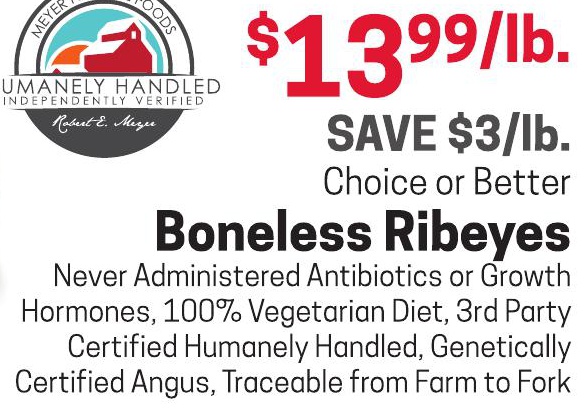 FOODS
UMANELY HANDLED
INDEPENDENTLY VERIFIED
Robert E. Meyer
$13 99/lb.
SAVE $3/lb.
Choice or Better
Boneless Ribeyes
Never Administered Antibiotics or Growth
Hormones, 100% Vegetarian Diet, 3rd Party
Certified Humanely Handled, Genetically
Certified Angus, Traceable from Farm to Fork